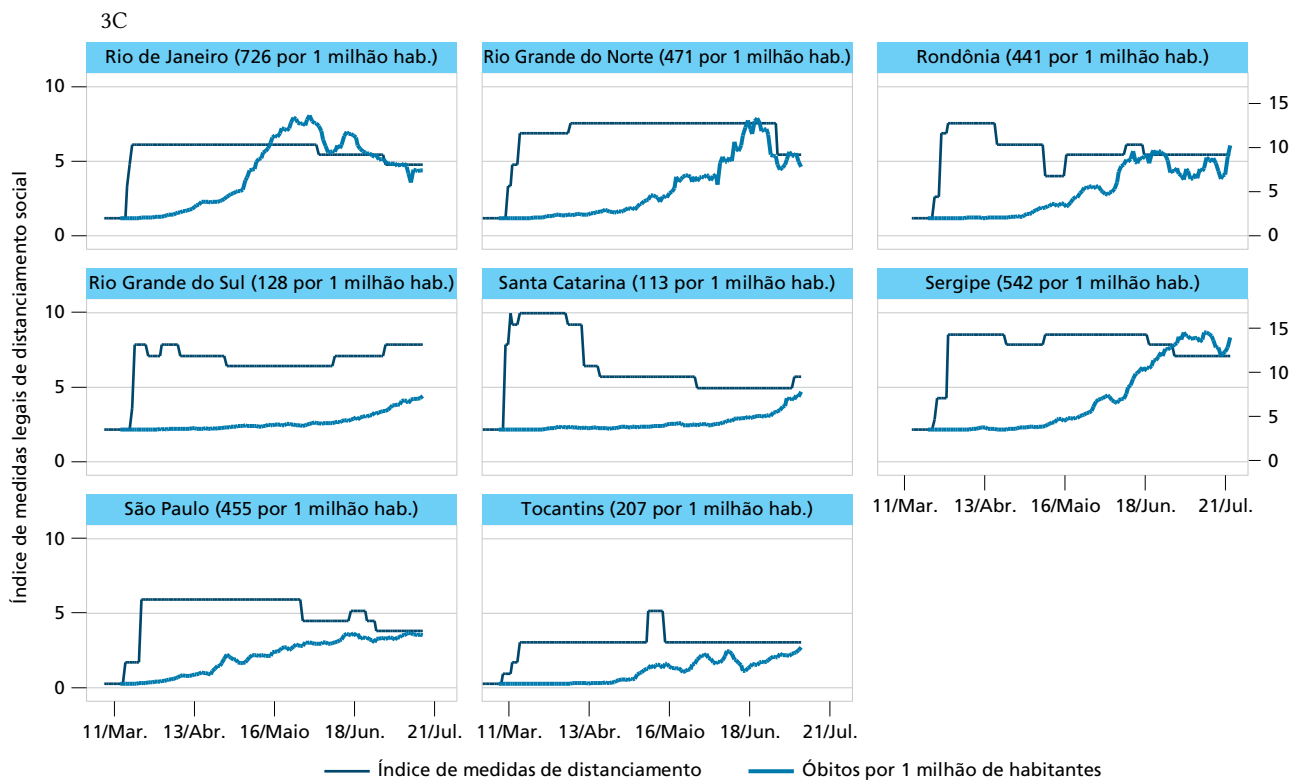 3C
Rio de Janeiro (726 por 1 milhão hab.)
Rio Grande do Norte (471 por 1 milhão hab.)
Rondônia (441 por 1 milhão hab.)
10
5
0
15
10
5
0
Rio Grande do Sul (128 por 1 milhão hab.)
Santa Catarina (113 por 1 milhão hab.)
Sergipe (542 por 1 milhão hab.)
10
5
0
15
10
5
0
11/Mar. 13/Abr. 16/Maio 18/Jun. 21/Jul.
São Paulo (455 por 1 milhão hab.)
Tocantins (207 por 1 milhão hab.)
10
5
0
11/Mar. 13/Abr. 16/Maio 18/Jun. 21/Jul.
11/Mar. 13/Abr. 16/Maio 18/Jun. 21/Jul.
Índice de medidas legais de distanciamento social
Índice de medidas de distanciamento
Óbitos por 1 milhão de habitantes